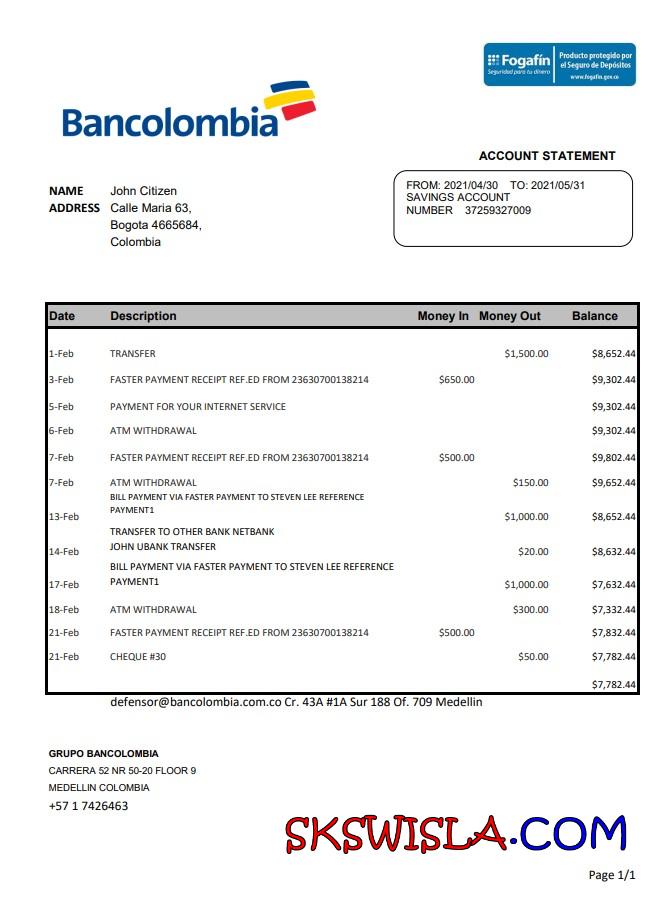 Fogafín
Seguridad para tu dinero
Producto protegido por
el Seguro de Depósitos
www.fogafin.gov.co
Bancolombia
ACCOUNT STATEMENT
NAME John Citizen
ADDRESS Calle Maria 63,
Bogota 4665684,
Colombia
FROM: 2021/04/30 TO: 2021/05/31
SAVINGS ACCOUNT
NUMBER 37259327009
Date Description Money In Money Out Balance
1-Feb TRANSFER $1,500.00 $8,652.44
3-Feb FASTER PAYMENT RECEIPT REF.ED FROM 23630700138214 $650.00 $9,302.44
5-Feb PAYMENT FOR YOUR INTERNET SERVICE $9,302.44
6-Feb ATM WITHDRAWAL $9,302.44
7-Feb FASTER PAYMENT RECEIPT REF.ED FROM 23630700138214 $500.00 $9,802.44
7-Feb ATM WITHDRAWAL $150.00 $9,652.44
BILL PAYMENT VIA FASTER PAYMENT TO STEVEN LEE REFERENCE
PAYMENT1
13-Feb $1,000.00 $8,652.44
TRANSFER TO OTHER BANK NETBANK
JOHN UBANK TRANSFER
14-Feb $20.00 $8,632.44
BILL PAYMENT VIA FASTER PAYMENT TO STEVEN LEE REFERENCE
PAYMENT1
17-Feb $1,000.00 $7,632.44
18-Feb ATM WITHDRAWAL $300.00 $7,332.44
21-Feb FASTER PAYMENT RECEIPT REF.ED FROM 23630700138214 $500.00 $7,832.44
21-Feb CHEQUE #30 $50.00 $7,782.44
$7,782.44
defensor@bancolombia.com.co Cr. 43A #1A Sur 188 Of. 709 Medellin
GRUPO BANCOLOMBIA
CARRERA 52 NR 50-20 FLOOR 9
MEDELLIN COLOMBIA
+57 1 7426463
SKSWISLA.COM
Page 1/1